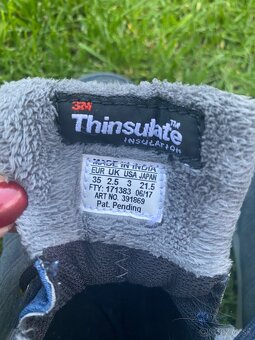 3M
Thinsulate™
INSULATION
MADE IN INDIA
EUR UK USA JAPAN
35 2.5 3 21.5
FTY: 171383 06/17
ART NO. 391869
Pat. Pending